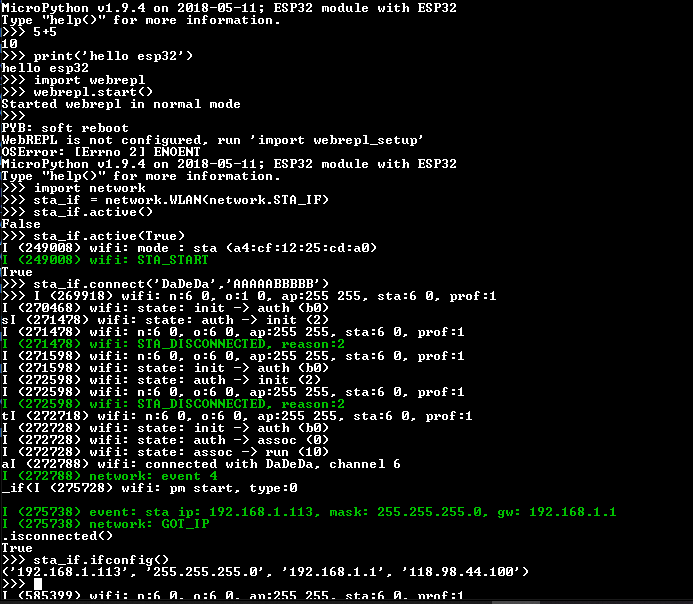 MicroPython v1.9.4 on 2018-05-11; ESP32 module with ESP32
Type "help()" for more information.
>>> 5+5
10
>>> print('hello esp32')
hello esp32
>>> import webrepl
>>> webrepl.start()
Started webrepl in normal mode
>>>
PYB: soft reboot
WebREPL is not configured, run 'import webrepl_setup'
OSError: [Errno 2] ENOENT
MicroPython v1.9.4 on 2018-05-11; ESP32 module with ESP32
Type "help()" for more information.
>>> import network
>>> sta_if = network.WLAN(network.STA_IF)
>>> sta_if.active()
False
>>> sta_if.active(True)
I (249008) wifi: mode : sta (a4:cf:12:25:cd:a0)
I (249008) wifi: STA_START
True
>>> sta_if.connect('DaDeDa','AAAAABBBBB')
>>> I (269918) wifi: n:6 0, o:1 0, ap:255 255, sta:6 0, prof:1
I (270468) wifi: state: init -> auth (b0)
sI (271478) wifi: state: auth -> init (2)
I (271478) wifi: n:6 0, o:6 0, ap:255 255, sta:6 0, prof:1
I (271478) wifi: STA_DISCONNECTED, reason:2
I (271598) wifi: n:6 0, o:6 0, ap:255 255, sta:6 0, prof:1
I (271598) wifi: state: init -> auth (b0)
I (272598) wifi: state: auth -> init (2)
I (272598) wifi: n:6 0, o:6 0, ap:255 255, sta:6 0, prof:1
I (272598) wifi: STA_DISCONNECTED, reason:2
tI (272718) wifi: n:6 0, o:6 0, ap:255 255, sta:6 0, prof:1
I (272728) wifi: state: init -> auth (b0)
I (272728) wifi: state: auth -> assoc (0)
I (272728) wifi: state: assoc -> run (10)
aI (272788) wifi: connected with DaDeDa, channel 6
I (272788) network: event 4
_if(I (275728) wifi: pm start, type:0
I (275738) event: sta ip: 192.168.1.113, mask: 255.255.255.0, gw: 192.168.1.1
I (275738) network: GOT_IP
.isconnected()
True
>>> sta_if.ifconfig()
('192.168.1.113', '255.255.255.0', '192.168.1.1', '118.98.44.100')
>>>
I (585399) wifi: n:6 0, o:6 0, ap:255 255, sta:6 0, prof:1